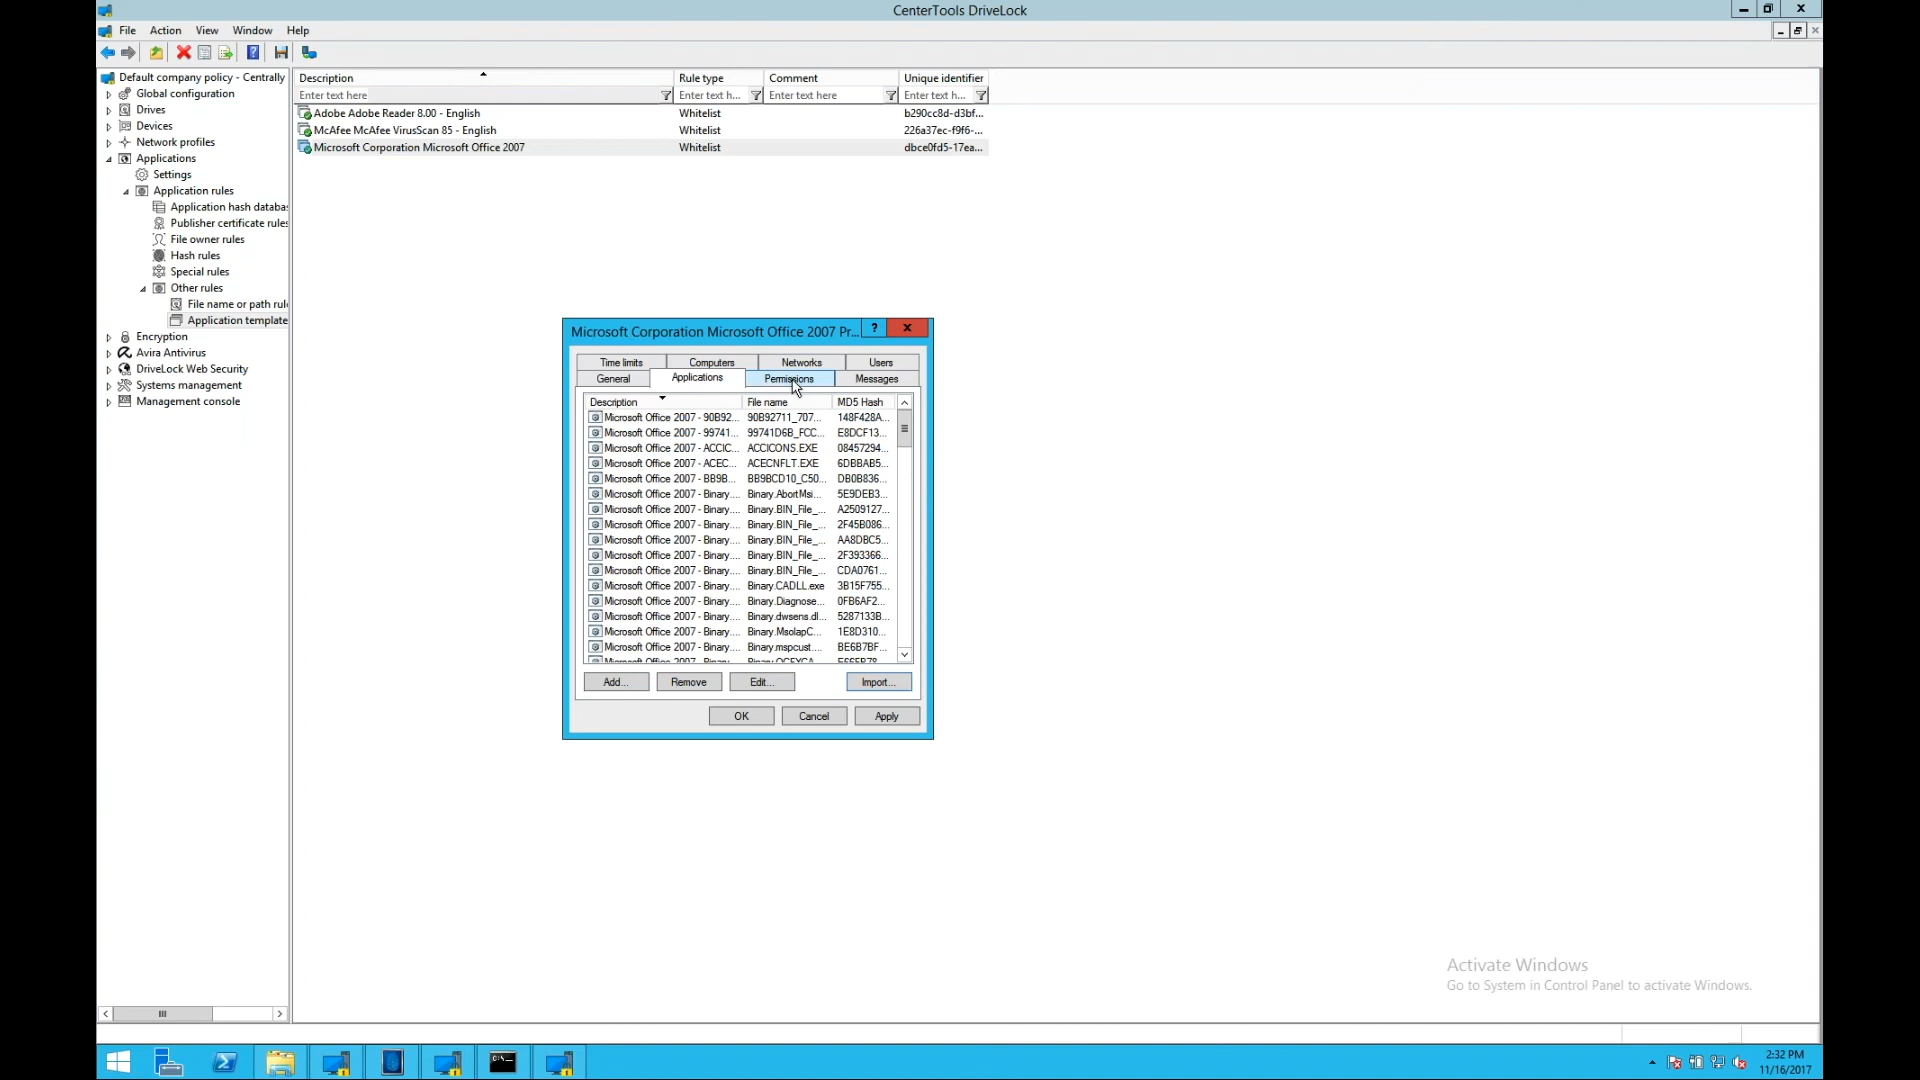 CenterTools DriveLock
File Action View Window Help
Default company policy - Centrally
Global configuration
Drives
Devices
Network profiles
Applications
Settings
Application rules
Application hash databas
Publisher certificate rules
File owner rules
Hash rules
Special rules
Other rules
File name or path rul
Application template
Encryption
Avira Antivirus
DriveLock Web Security
Systems management
Management console
Description Rule type Comment Unique identifier
Enter text here Enter text h... Enter text here Enter text h...
Adobe Adobe Reader 8.00 - English Whitelist b290cc8d-d3bf...
McAfee McAfee VirusScan 85 - English Whitelist 226a37ec-f9f6-...
Microsoft Corporation Microsoft Office 2007 Whitelist dbce0fd5-17ea...
Microsoft Corporation Microsoft Office 2007 Pr... ? x
Time limits Computers Networks Users
General Applications Permissions Messages
Description File name MD5 Hash
Microsoft Office 2007 - 90B92... 90B92711_707... 148F428A...
Microsoft Office 2007 - 99741... 99741D6B_FCC... E8DCF13...
Microsoft Office 2007 - ACCIC... ACCICONS.EXE 08457294...
Microsoft Office 2007 - ACEC... ACECNFLT.EXE 6DBBAB5...
Microsoft Office 2007 - BB9B... BB9BCD10_C50... DB0B836...
Microsoft Office 2007 - Binary.... Binary.AbortMsi... 5E9DEB3...
Microsoft Office 2007 - Binary.... Binary.BIN_File_... A2509127...
Microsoft Office 2007 - Binary.... Binary.BIN_File_... 2F45B086...
Microsoft Office 2007 - Binary.... Binary.BIN_File_... AA8DBC5...
Microsoft Office 2007 - Binary.... Binary.BIN_File_... 2F393366...
Microsoft Office 2007 - Binary.... Binary.BIN_File_... CDA0761...
Microsoft Office 2007 - Binary.... Binary.CADLL.exe 3B15F755...
Microsoft Office 2007 - Binary.... Binary.Diagnose... 0FB6AF2...
Microsoft Office 2007 - Binary.... Binary.dwsens.dl... 5287133B...
Microsoft Office 2007 - Binary.... Binary.MsolapC... 1E8D310...
Microsoft Office 2007 - Binary.... Binary.mspcust.... BE6B7BF...
Add... Remove Edit... Import...
OK Cancel Apply
Activate Windows
Go to System in Control Panel to activate Windows.
2:32 PM
11/16/2017